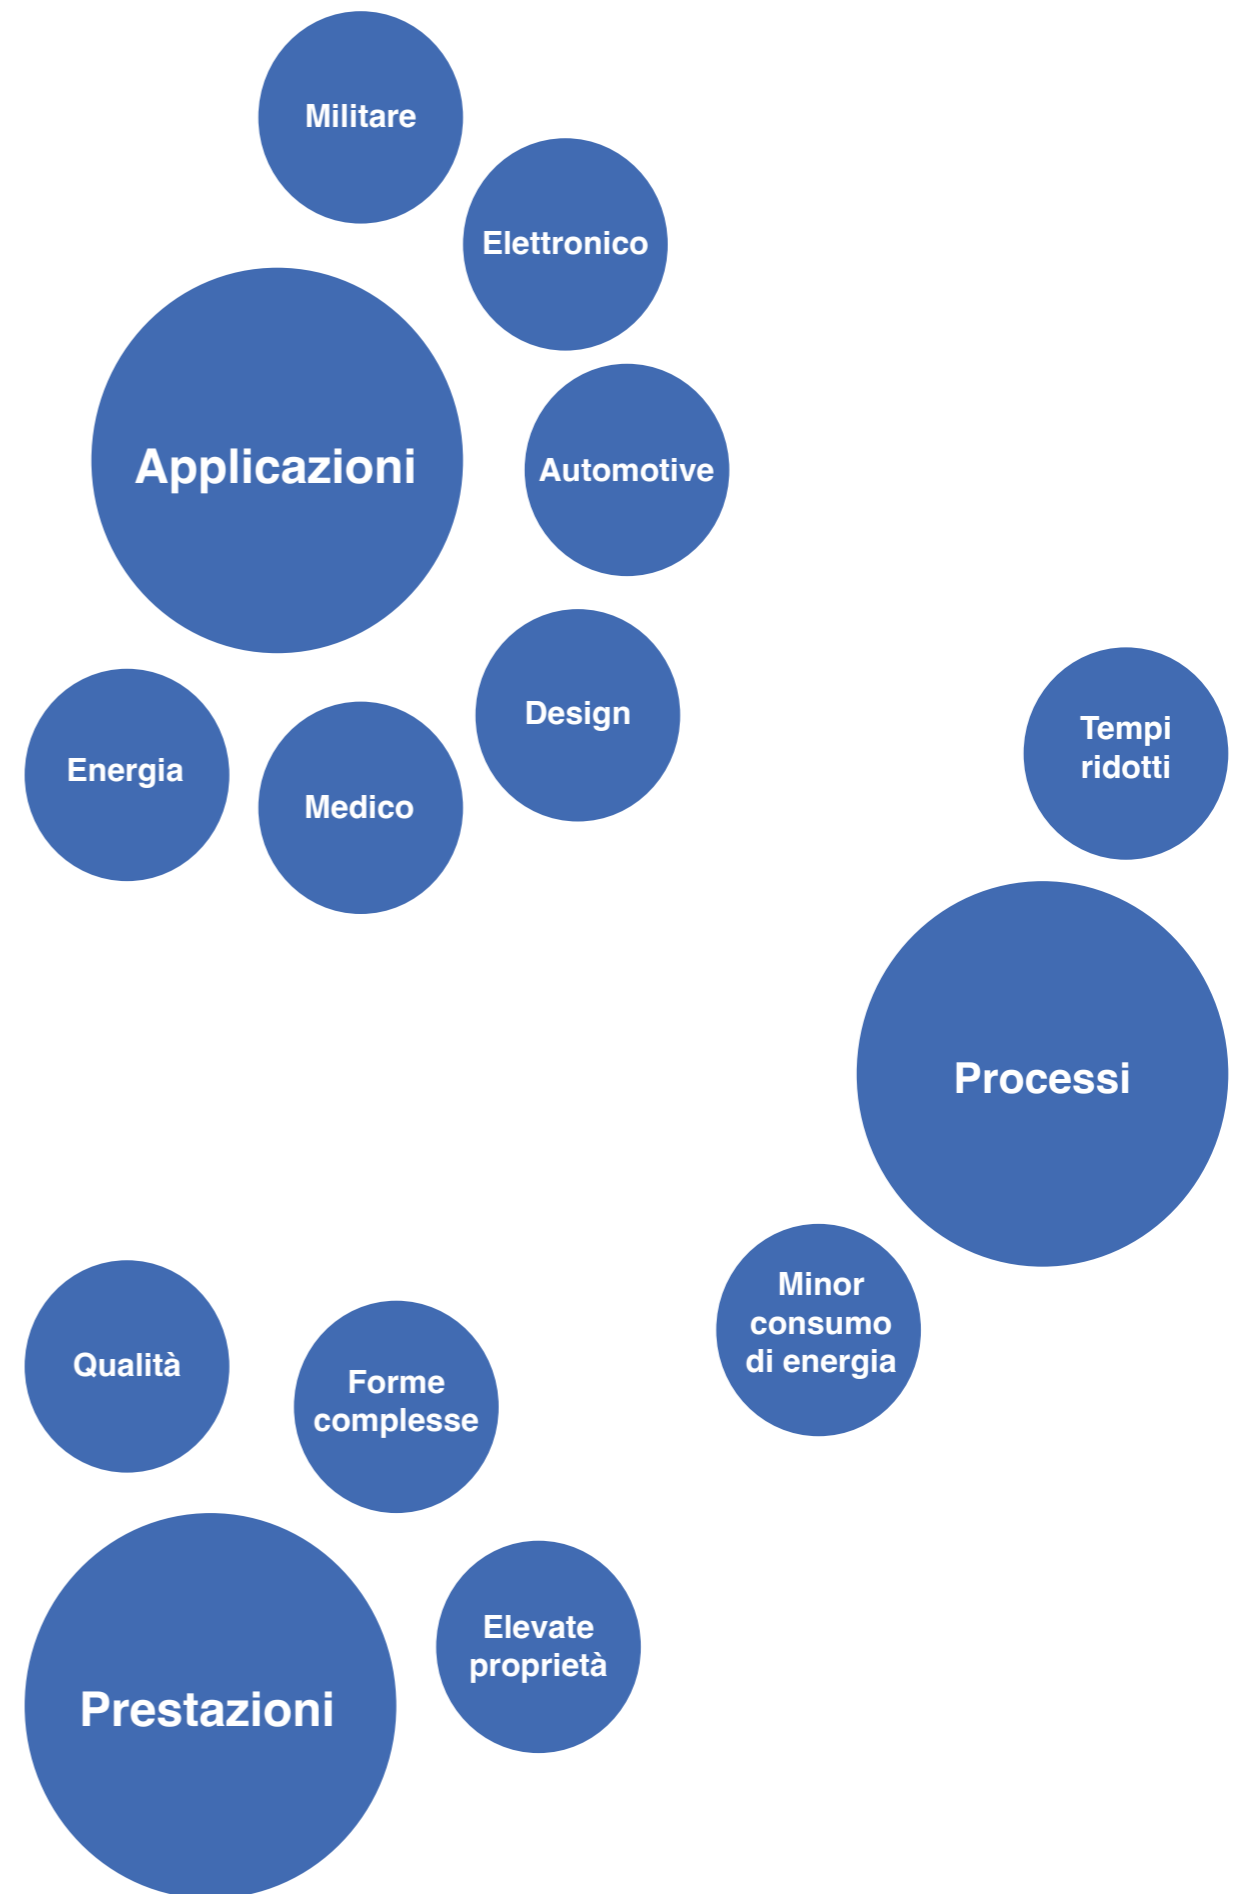 Militare
Elettronico
Applicazioni
Automotive
Design
Energia
Medico
Tempi
ridotti
Processi
Minor
consumo
di energia
Qualità
Forme
complesse
Elevate
proprietà
Prestazioni